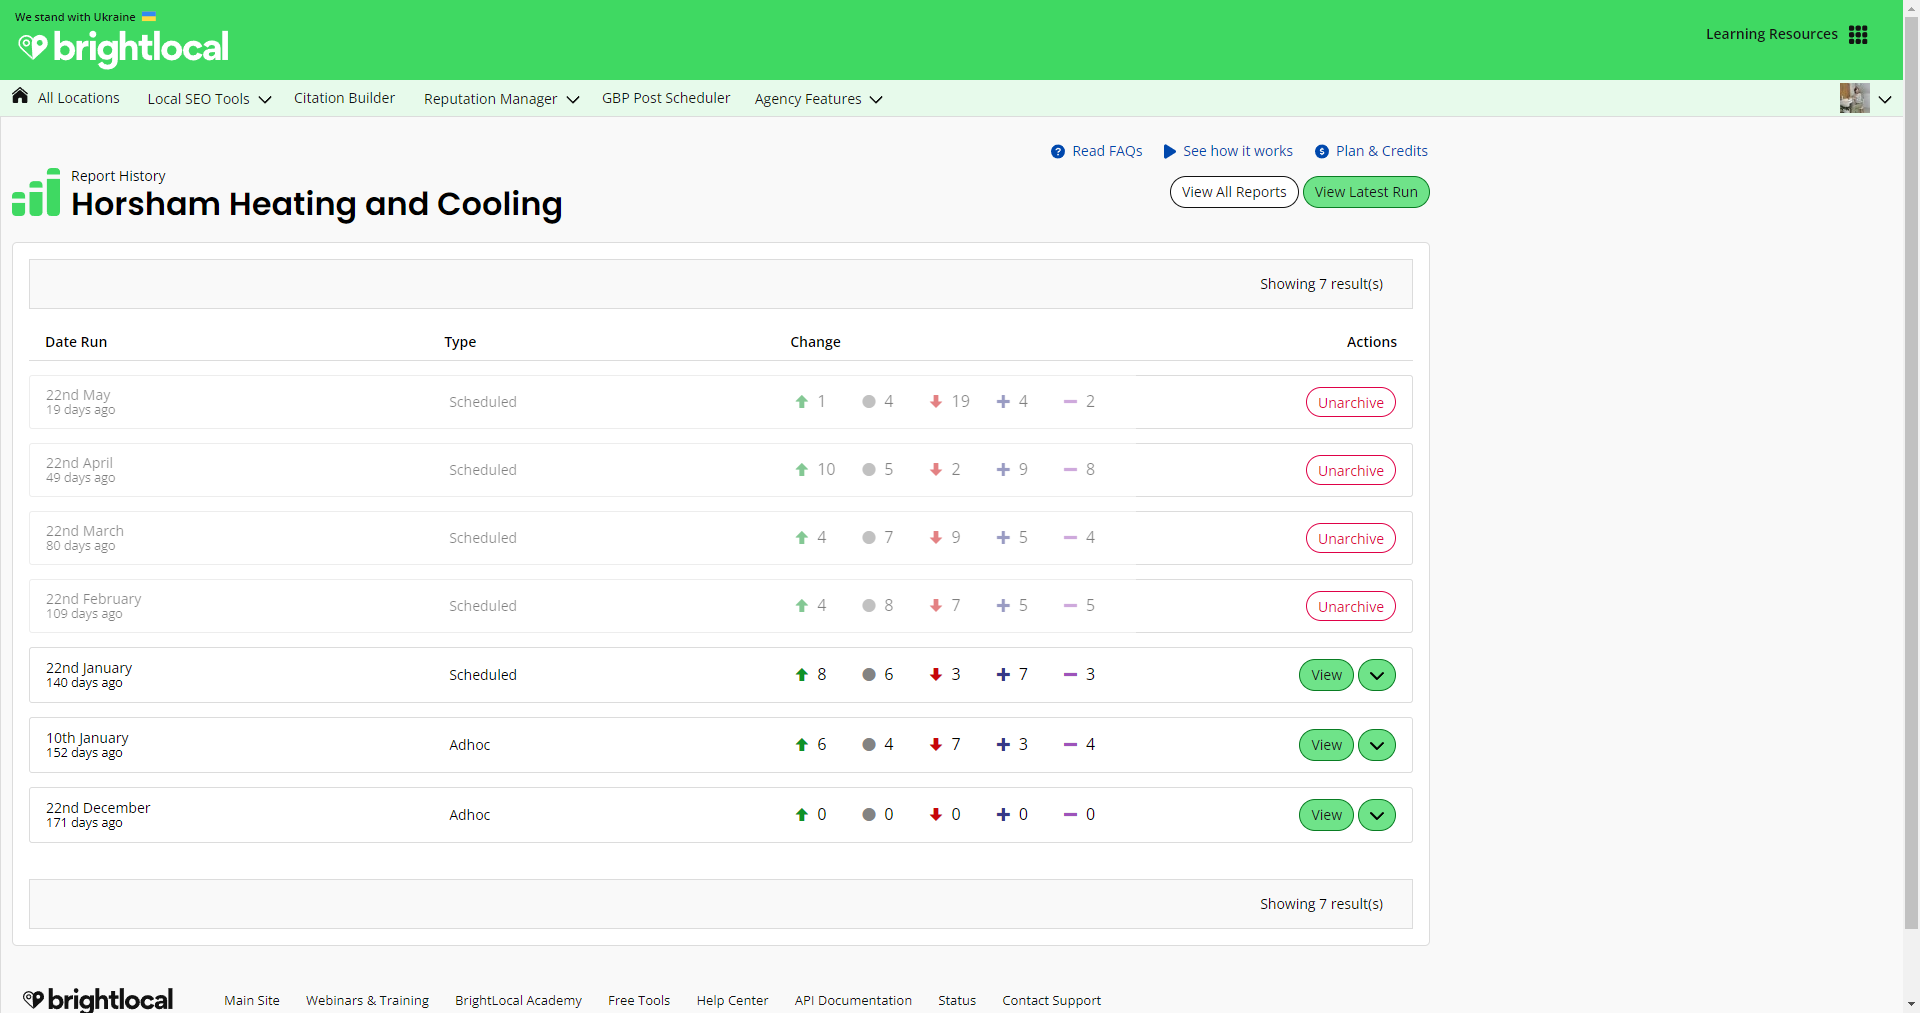 We stand with Ukraine
brightlocal
Learning Resources
All Locations
Local SEO Tools
Citation Builder
Reputation Manager
GBP Post Scheduler
Agency Features
Read FAQs
See how it works
Plan & Credits
Report History
Horsham Heating and Cooling
View All Reports
View Latest Run
Showing 7 result(s)
Date Run Type Change Actions
22nd May
19 days ago
Scheduled 1 4 19 4 2 Unarchive
22nd April
49 days ago
Scheduled 10 5 2 9 8 Unarchive
22nd March
80 days ago
Scheduled 4 7 9 5 4 Unarchive
22nd February
109 days ago
Scheduled 4 8 7 5 5 Unarchive
22nd January
140 days ago
Scheduled 8 6 3 7 3 View
10th January
152 days ago
Adhoc 6 4 7 3 4 View
22nd December
171 days ago
Adhoc 0 0 0 0 0 View
Showing 7 result(s)
brightlocal
Main Site
Webinars & Training
BrightLocal Academy
Free Tools
Help Center
API Documentation
Status
Contact Support